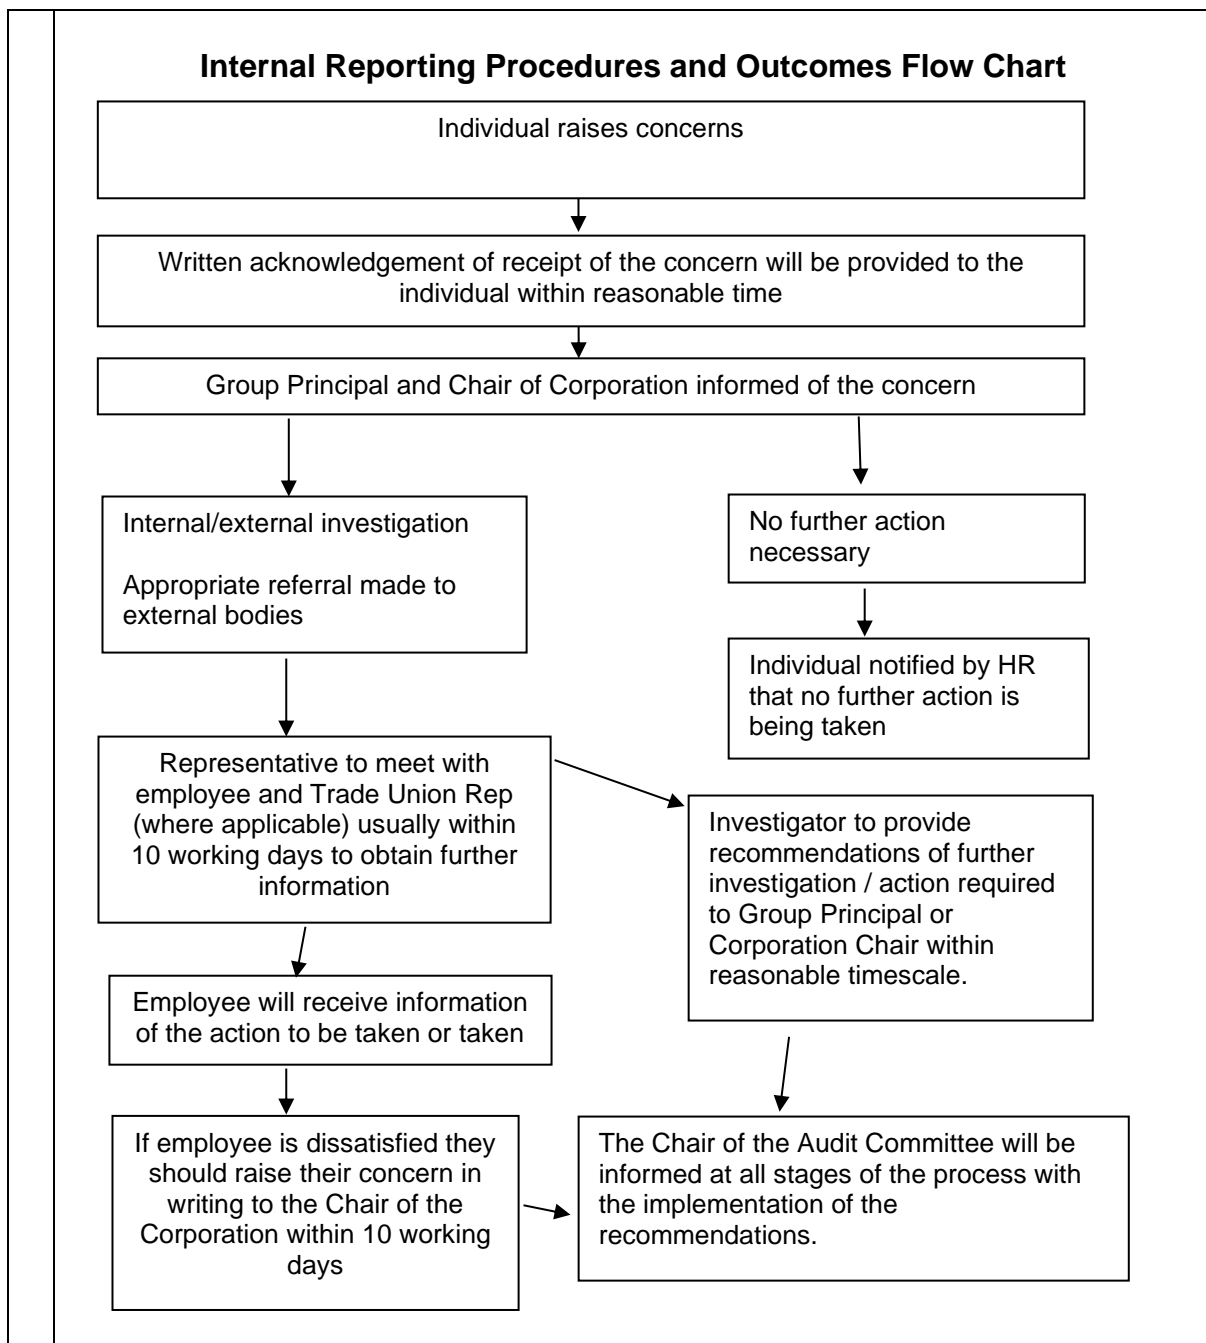 Internal Reporting Procedures and Outcomes Flow Chart
Individual raises concerns
Written acknowledgement of receipt of the concern will be provided to the
individual within reasonable time
Group Principal and Chair of Corporation informed of the concern
Internal/external investigation
Appropriate referral made to
external bodies
No further action
necessary
Individual notified by HR
that no further action is
being taken
Representative to meet with
employee and Trade Union Rep
(where applicable) usually within
10 working days to obtain further
information
Investigator to provide
recommendations of further
investigation / action required
to Group Principal or
Corporation Chair within
reasonable timescale.
Employee will receive information
of the action to be taken or taken
If employee is dissatisfied they
should raise their concern in
writing to the Chair of the
Corporation within 10 working
days
The Chair of the Audit Committee will be
informed at all stages of the process with
the implementation of the
recommendations.